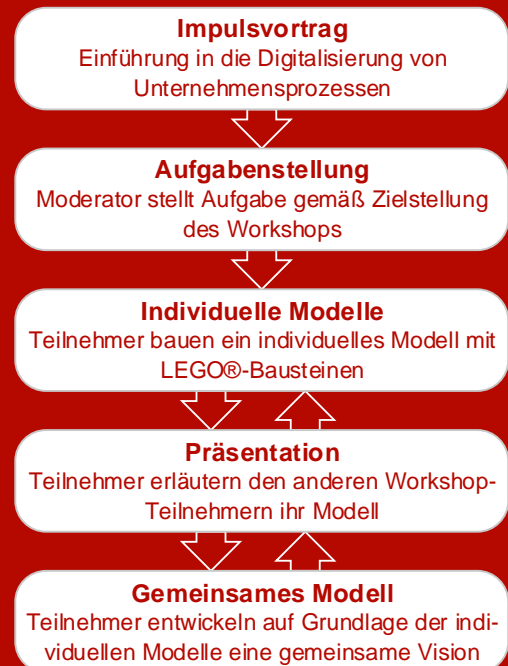 Impulsvortrag
Einführung in die Digitalisierung von
Unternehmensprozessen
Aufgabenstellung
Moderator stellt Aufgabe gemäß Zielstellung
des Workshops
Individuelle Modelle
Teilnehmer bauen ein individuelles Modell mit
LEGO®-Bausteinen
Präsentation
Teilnehmer erläutern den anderen Workshop-
Teilnehmern ihr Modell
Gemeinsames Modell
Teilnehmer entwickeln auf Grundlage der indi-
viduellen Modelle eine gemeinsame Vision